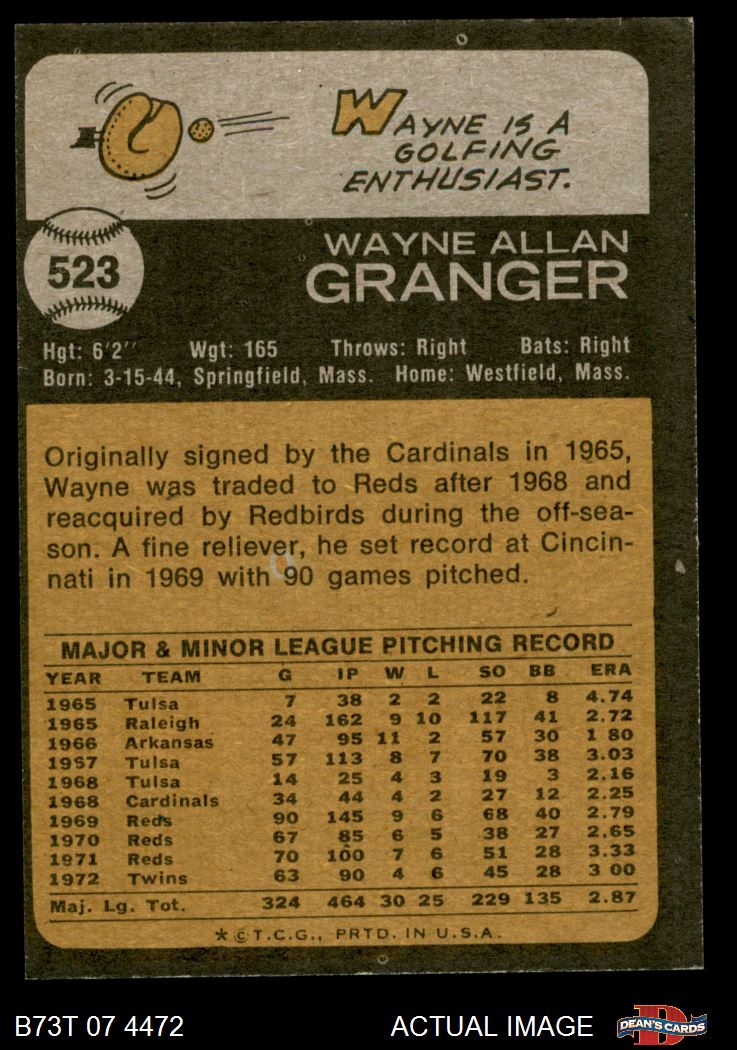 WAYNE IS A
GOLFING
ENTHUSIAST.
523
WAYNE ALLAN
GRANGER
Hgt: 6'2" Wgt: 165 Throws: Right Bats: Right
Born: 3-15-44, Springfield, Mass. Home: Westfield, Mass.
Originally signed by the Cardinals in 1965,
Wayne was traded to Reds after 1968 and
reacquired by Redbirds during the off-sea-
son. A fine reliever, he set record at Cincin-
nati in 1969 with 90 games pitched.
MAJOR & MINOR LEAGUE PITCHING RECORD
YEAR TEAM G IP W L SO BB ERA
1965 Tulsa 7 38 2 2 22 8 4.74
1965 Raleigh 24 162 9 10 117 41 2.72
1966 Arkansas 47 95 11 2 57 30 1 80
1967 Tulsa 57 113 8 7 70 38 3.03
1968 Tulsa 14 25 4 3 19 3 2.16
1968 Cardinals 34 44 4 2 27 12 2.25
1969 Reds 90 145 9 6 68 40 2.79
1970 Reds 67 85 6 5 38 27 2.65
1971 Reds 70 100 7 6 51 28 3.33
1972 Twins 63 90 4 6 45 28 3 00
Maj. Lg. Tot. 324 464 30 25 229 135 2.87
*©T.C.G., PRTD. IN U.S.A.
B73T 07 4472 ACTUAL IMAGE DEAN'S CARDS